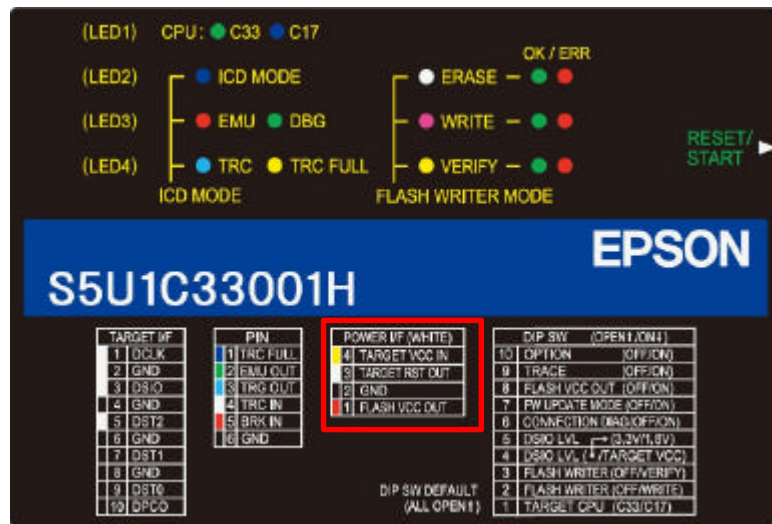 (LED1) CPU: C33 C17
OK / ERR
(LED2) ICD MODE ERASE
(LED3) EMU DBG WRITE
(LED4) TRC TRC FULL VERIFY
RESET/
START
ICD MODE FLASH WRITER MODE
EPSON
S5U1C33001H
TARGET I/F
1 DCLK
2 GND
3 DSIO
4 GND
5 DST2
6 GND
7 DST1
8 GND
9 DST0
10 DPCO
PIN
1 TRC FULL
2 EMU OUT
3 TRG OUT
4 TRC IN
5 BRK IN
6 GND
POWER I/F (WHITE)
4 TARGET VCC IN
3 TARGET RST OUT
2 GND
1 FLASH VCC OUT
DIP SW (OPEN↑/ON↓)
10 OPTION (OFF/ON)
9 TRACE (OFF/ON)
8 FLASH VCC OUT (OFF/ON)
7 FW UPDATE MODE (OFF/ON)
6 CONNECTION DIAG (OFF/ON)
5 DSIO LVL (3.3V/1.8V)
4 DSIO LVL (/TARGET VCC)
3 FLASH WRITER (OFF/VERIFY)
2 FLASH WRITER (OFF/WRITE)
1 TARGET CPU (C33/C17)
DIP SW DEFAULT
(ALL OPEN↑)